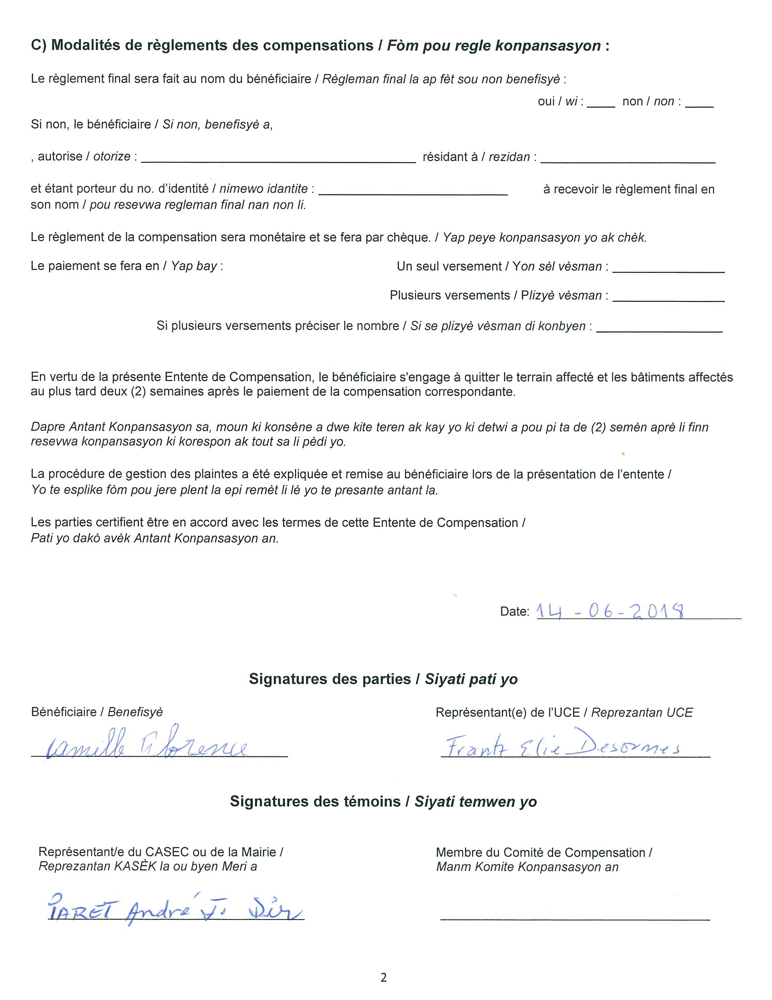 C) Modalités de règlements des compensations / Fòm pou regle konpansasyon :
Le règlement final sera fait au nom du bénéficiaire / Règleman final la ap fèt sou non benefisyè :
oui / wi : ____ non / non : ____
Si non, le bénéficiaire / Si non, benefisyè a,
, autorise / otorize : ____ résidant à / rezidan : ____
et étant porteur du no. d'identité / nimewo idantite : ____ à recevoir le règlement final en
son nom / pou resevwa regleman final nan non li.
Le règlement de la compensation sera monétaire et se fera par chèque. / Yap peye konpansasyon yo ak chèk.
Le paiement se fera en / Yap bay : Un seul versement / Yon sèl vèsman : ____
Plusieurs versements / Plizyè vèsman : ____
Si plusieurs versements préciser le nombre / Si se plizyè vèsman di konbyen : ____
En vertu de la présente Entente de Compensation, le bénéficiaire s'engage à quitter le terrain affecté et les bâtiments affectés
au plus tard deux (2) semaines après le paiement de la compensation correspondante.
Dapre Antant Konpansasyon sa, moun ki konsène a dwe kite teren ak kay yo ki detwi a pou pi ta de (2) semèn aprè li finn
resevwa konpansasyon ki korespon ak tout sa li pèdi yo.
La procédure de gestion des plaintes a été expliquée et remise au bénéficiaire lors de la présentation de l'entente /
Yo te esplike fòm pou jere plent la epi remèt li lè yo te presante antant la.
Les parties certifient être en accord avec les termes de cette Entente de Compensation /
Pati yo dakò avèk Antant Konpansasyon an.
Date: 14-06-2018
Signatures des parties / Siyati pati yo
Bénéficiaire / Benefisyè Représentant(e) de l'UCE / Reprezantan UCE
Camille Florence Frantz Elie Desormes
Signatures des témoins / Siyati temwen yo
Représentant/e du CASEC ou de la Mairie / Membre du Comité de Compensation /
Reprezantan KASÈK la ou byen Meri a Manm Komite Konpansasyon an
PARET André J.
2